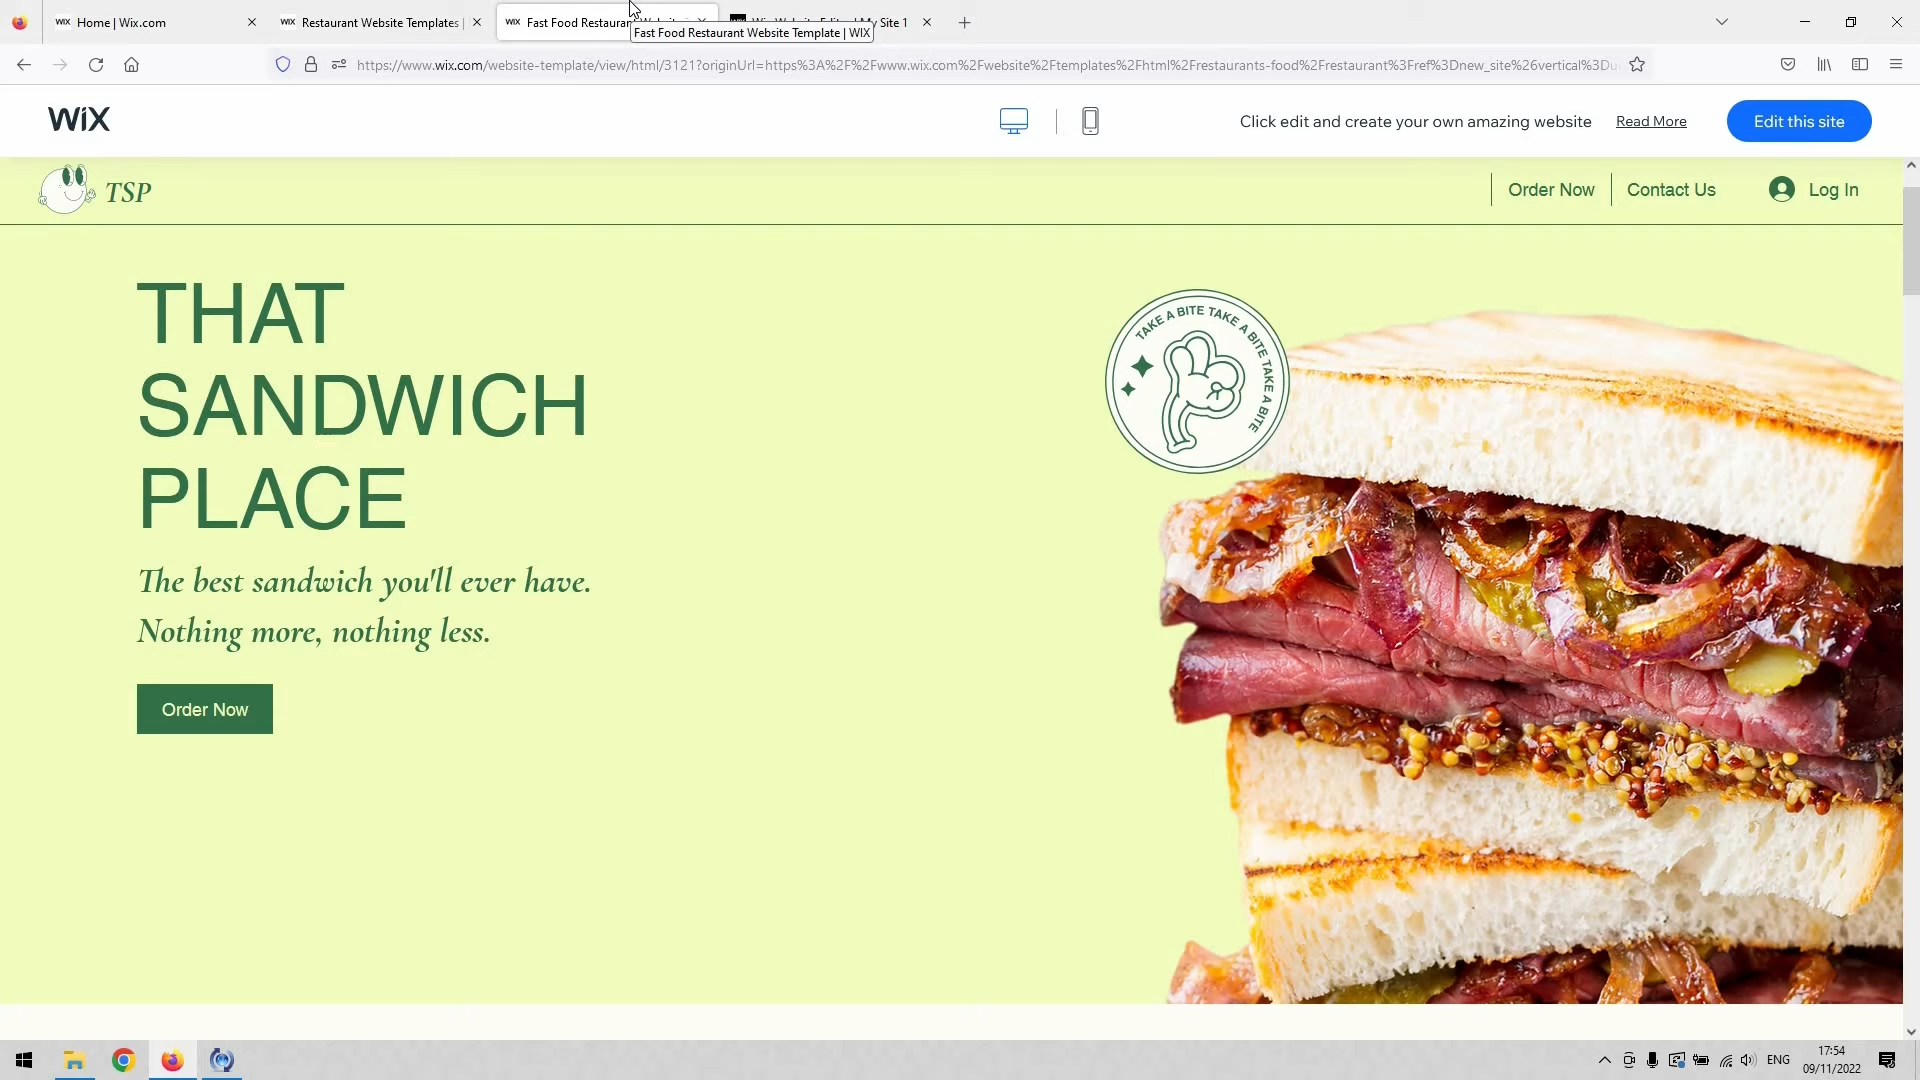 Home | Wix.com
Restaurant Website Templates |
Fast Food Restauran
My Site 1
Fast Food Restaurant Website Template | WIX
https://www.wix.com/website-template/view/html/3121?originUrl=https%3A%2F%2Fwww.wix.com%2Fwebsite%2Ftemplates%2Fhtml%2Frestaurants-food%2Frestaurant%3Fref%3Dnew_site%26vertical%3Du
WiX
Click edit and create your own amazing website
Read More
Edit this site
TSP
Order Now
Contact Us
Log In
THAT
SANDWICH
PLACE
TAKE A BITE TAKE A BITE TAKE A BITE
The best sandwich you'll ever have.
Nothing more, nothing less.
Order Now
ENG
17:54
09/11/2022